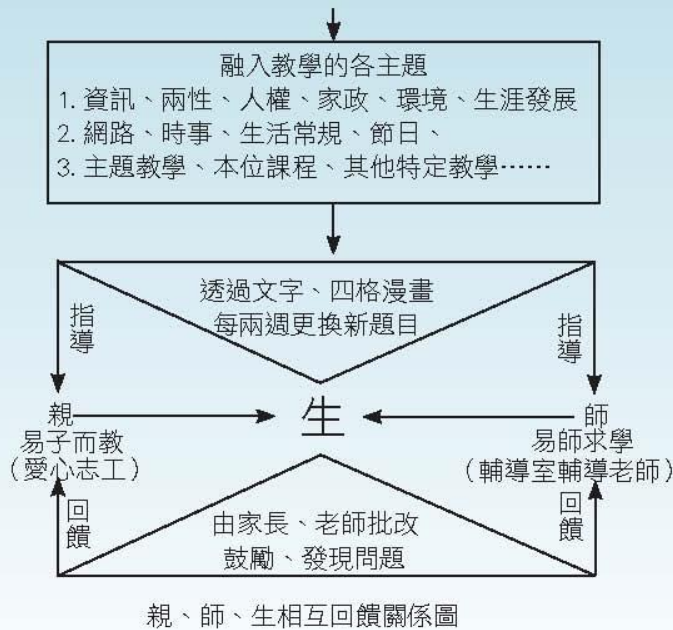 融入教學的各主題
1. 資訊、兩性、人權、家政、環境、生涯發展
2. 網路、時事、生活常規、節日、
3. 主題教學、本位課程、其他特定教學……
透過文字、四格漫畫
每兩週更換新題目
指導
指導
親
易子而教
（愛心志工）
生
師
易師求學
（輔導室輔導老師）
回饋
回饋
由家長、老師批改
鼓勵、發現問題
親、師、生相互回饋關係圖